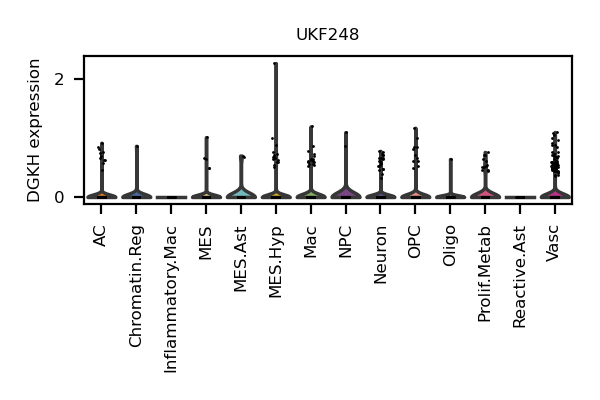 UKF248
DGKH expression
2
0
AC
Chromatin.Reg
Inflammatory.Mac
MES
MES.Ast
MES.Hyp
Mac
NPC
Neuron
OPC
Oligo
Prolif.Metab
Reactive.Ast
Vasc